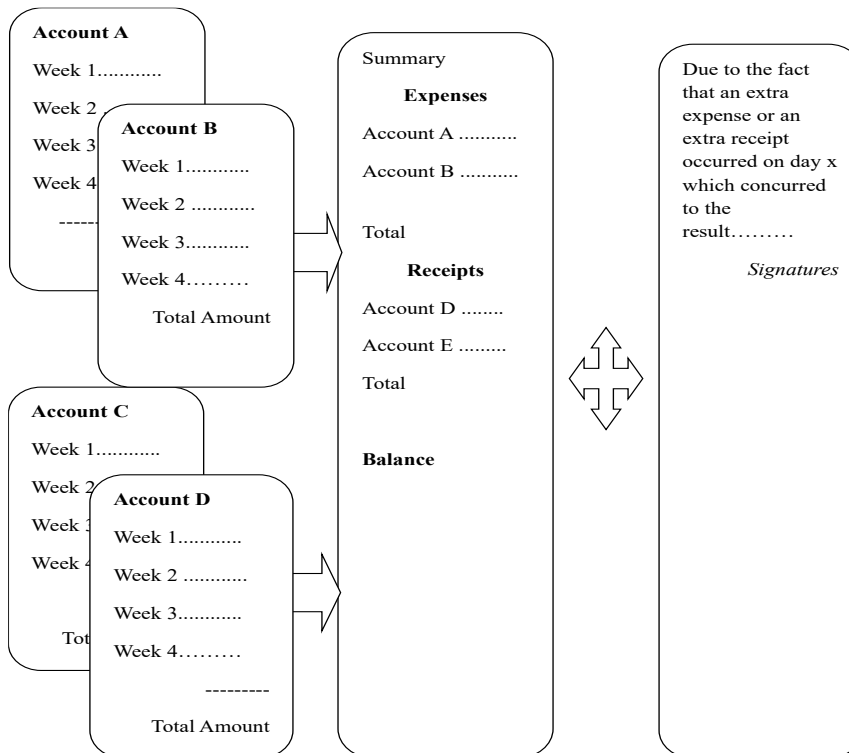 Account A
Week 1............
Week 2 .
Week 3
Week 4
-----
Account B
Week 1...........
Week 2 ...........
Week 3...........
Week 4………
Total Amount
Account C
Week 1...........
Week 2
Week 3
Week 4
Account D
Week 1...........
Week 2 ...........
Week 3...........
Week 4………
----------
Total Amount
Summary
Expenses
Account A ...........
Account B ..........
Total
Receipts
Account D ........
Account E .........
Total
Balance
Due to the fact
that an extra
expense or an
extra receipt
occurred on day x
which concurred
to the
result………
Signatures